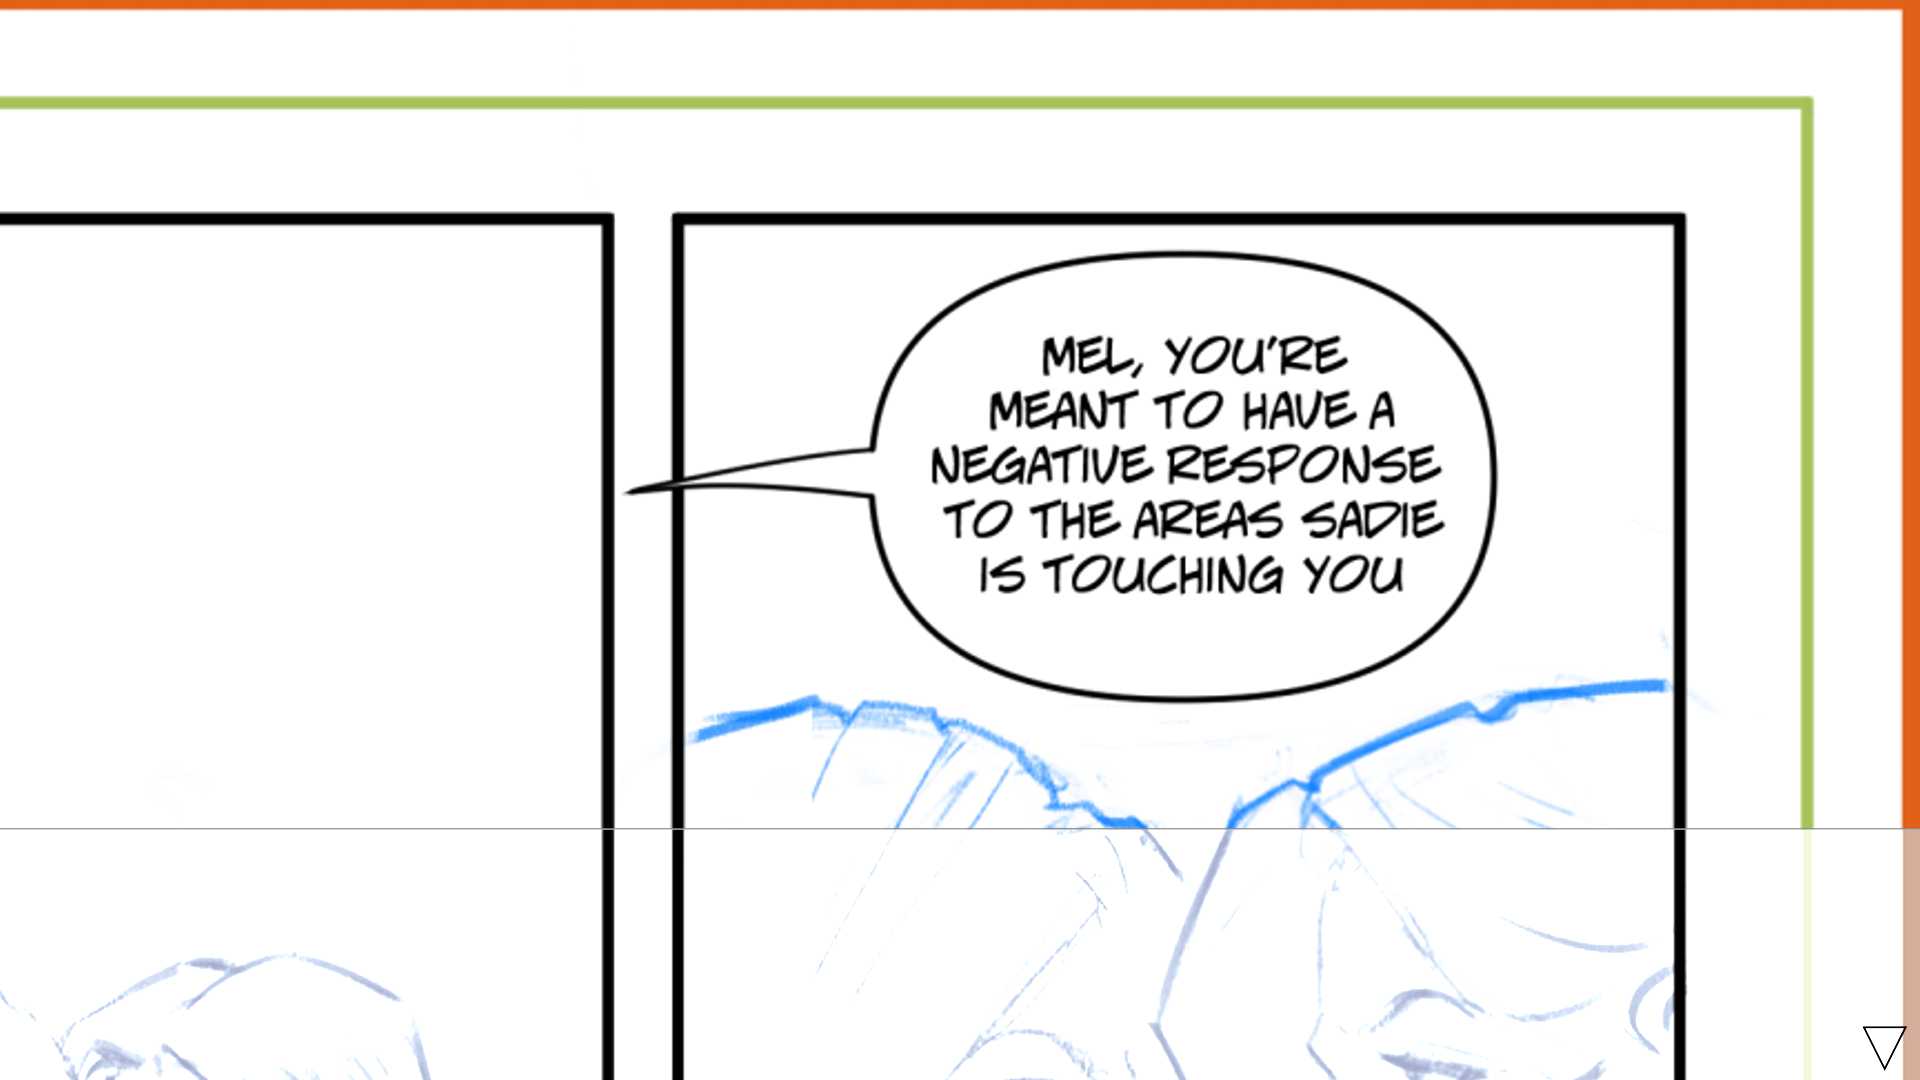 MEL, YOU'RE
MEANT TO HAVE A
NEGATIVE RESPONSE
TO THE AREAS SADIE
IS TOUCHING YOU